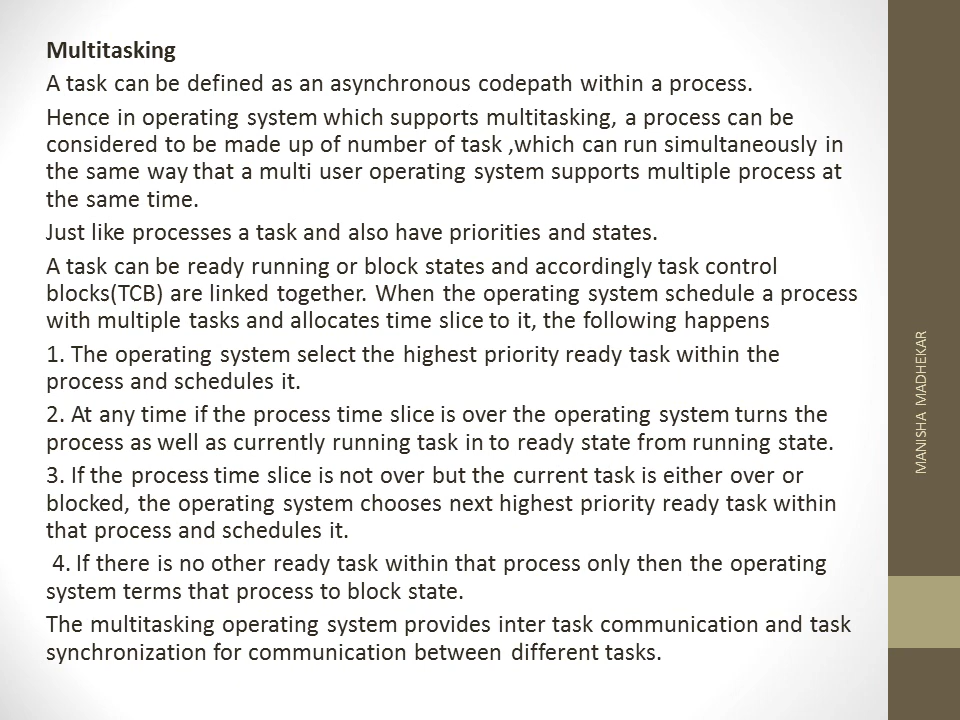 Multitasking
A task can be defined as an asynchronous codepath within a process.
Hence in operating system which supports multitasking, a process can be
considered to be made up of number of task ,which can run simultaneously in
the same way that a multi user operating system supports multiple process at
the same time.
Just like processes a task and also have priorities and states.
A task can be ready running or block states and accordingly task control
blocks(TCB) are linked together. When the operating system schedule a process
with multiple tasks and allocates time slice to it, the following happens
1. The operating system select the highest priority ready task within the
process and schedules it.
2. At any time if the process time slice is over the operating system turns the
process as well as currently running task in to ready state from running state.
3. If the process time slice is not over but the current task is either over or
blocked, the operating system chooses next highest priority ready task within
that process and schedules it.
4. If there is no other ready task within that process only then the operating
system terms that process to block state.
The multitasking operating system provides inter task communication and task
synchronization for communication between different tasks.
MANISHA MADHEKAR